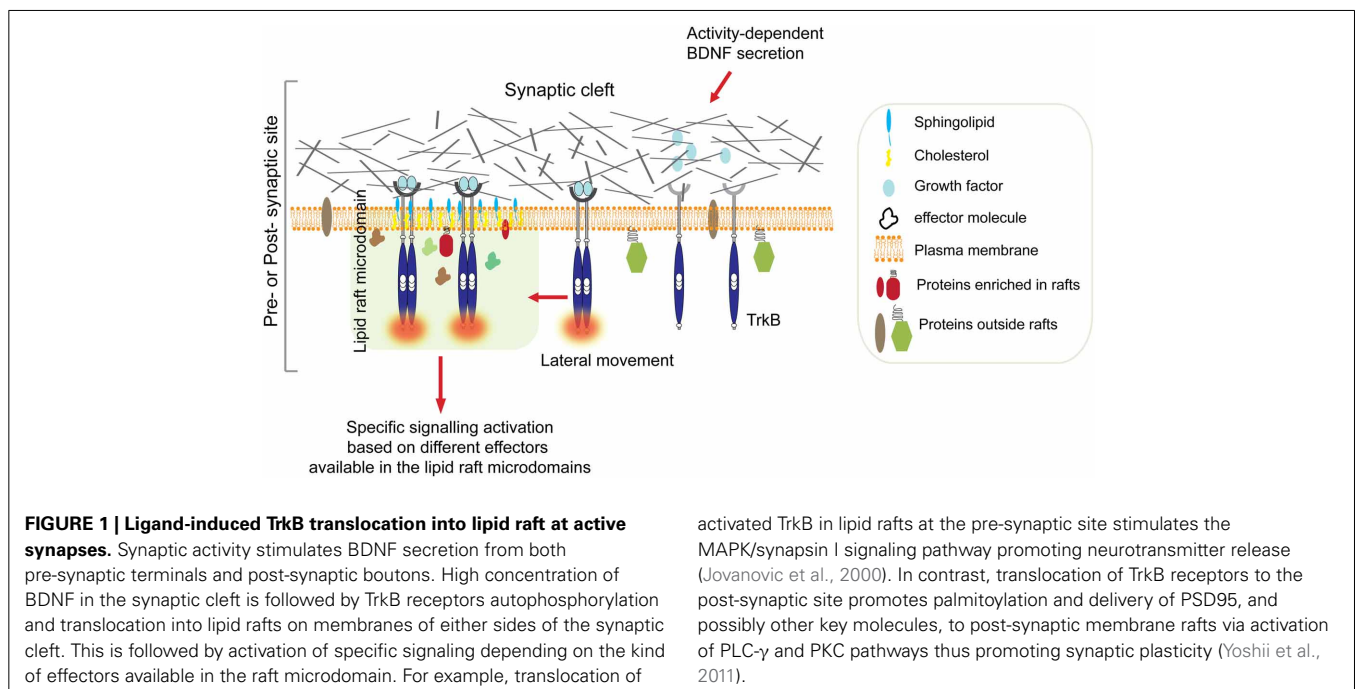 Activity-dependent
BDNF secretion
Synaptic cleft
Pre- or Post- synaptic site
Lipid raft microdomain
TrkB
Lateral movement
Specific signalling activation
based on different effectors
available in the lipid raft microdomains
Sphingolipid
Cholesterol
Growth factor
effector molecule
Plasma membrane
Proteins enriched in rafts
Proteins outside rafts
FIGURE 1 | Ligand-induced TrkB translocation into lipid raft at active
synapses. Synaptic activity stimulates BDNF secretion from both
pre-synaptic terminals and post-synaptic boutons. High concentration of
BDNF in the synaptic cleft is followed by TrkB receptors autophosphorylation
and translocation into lipid rafts on membranes of either sides of the synaptic
cleft. This is followed by activation of specific signaling depending on the kind
of effectors available in the raft microdomain. For example, translocation of
activated TrkB in lipid rafts at the pre-synaptic site stimulates the
MAPK/synapsin I signaling pathway promoting neurotransmitter release
(Jovanovic et al., 2000). In contrast, translocation of TrkB receptors to the
post-synaptic site promotes palmitoylation and delivery of PSD95, and
possibly other key molecules, to post-synaptic membrane rafts via activation
of PLC-γ and PKC pathways thus promoting synaptic plasticity (Yoshii et al.,
2011).